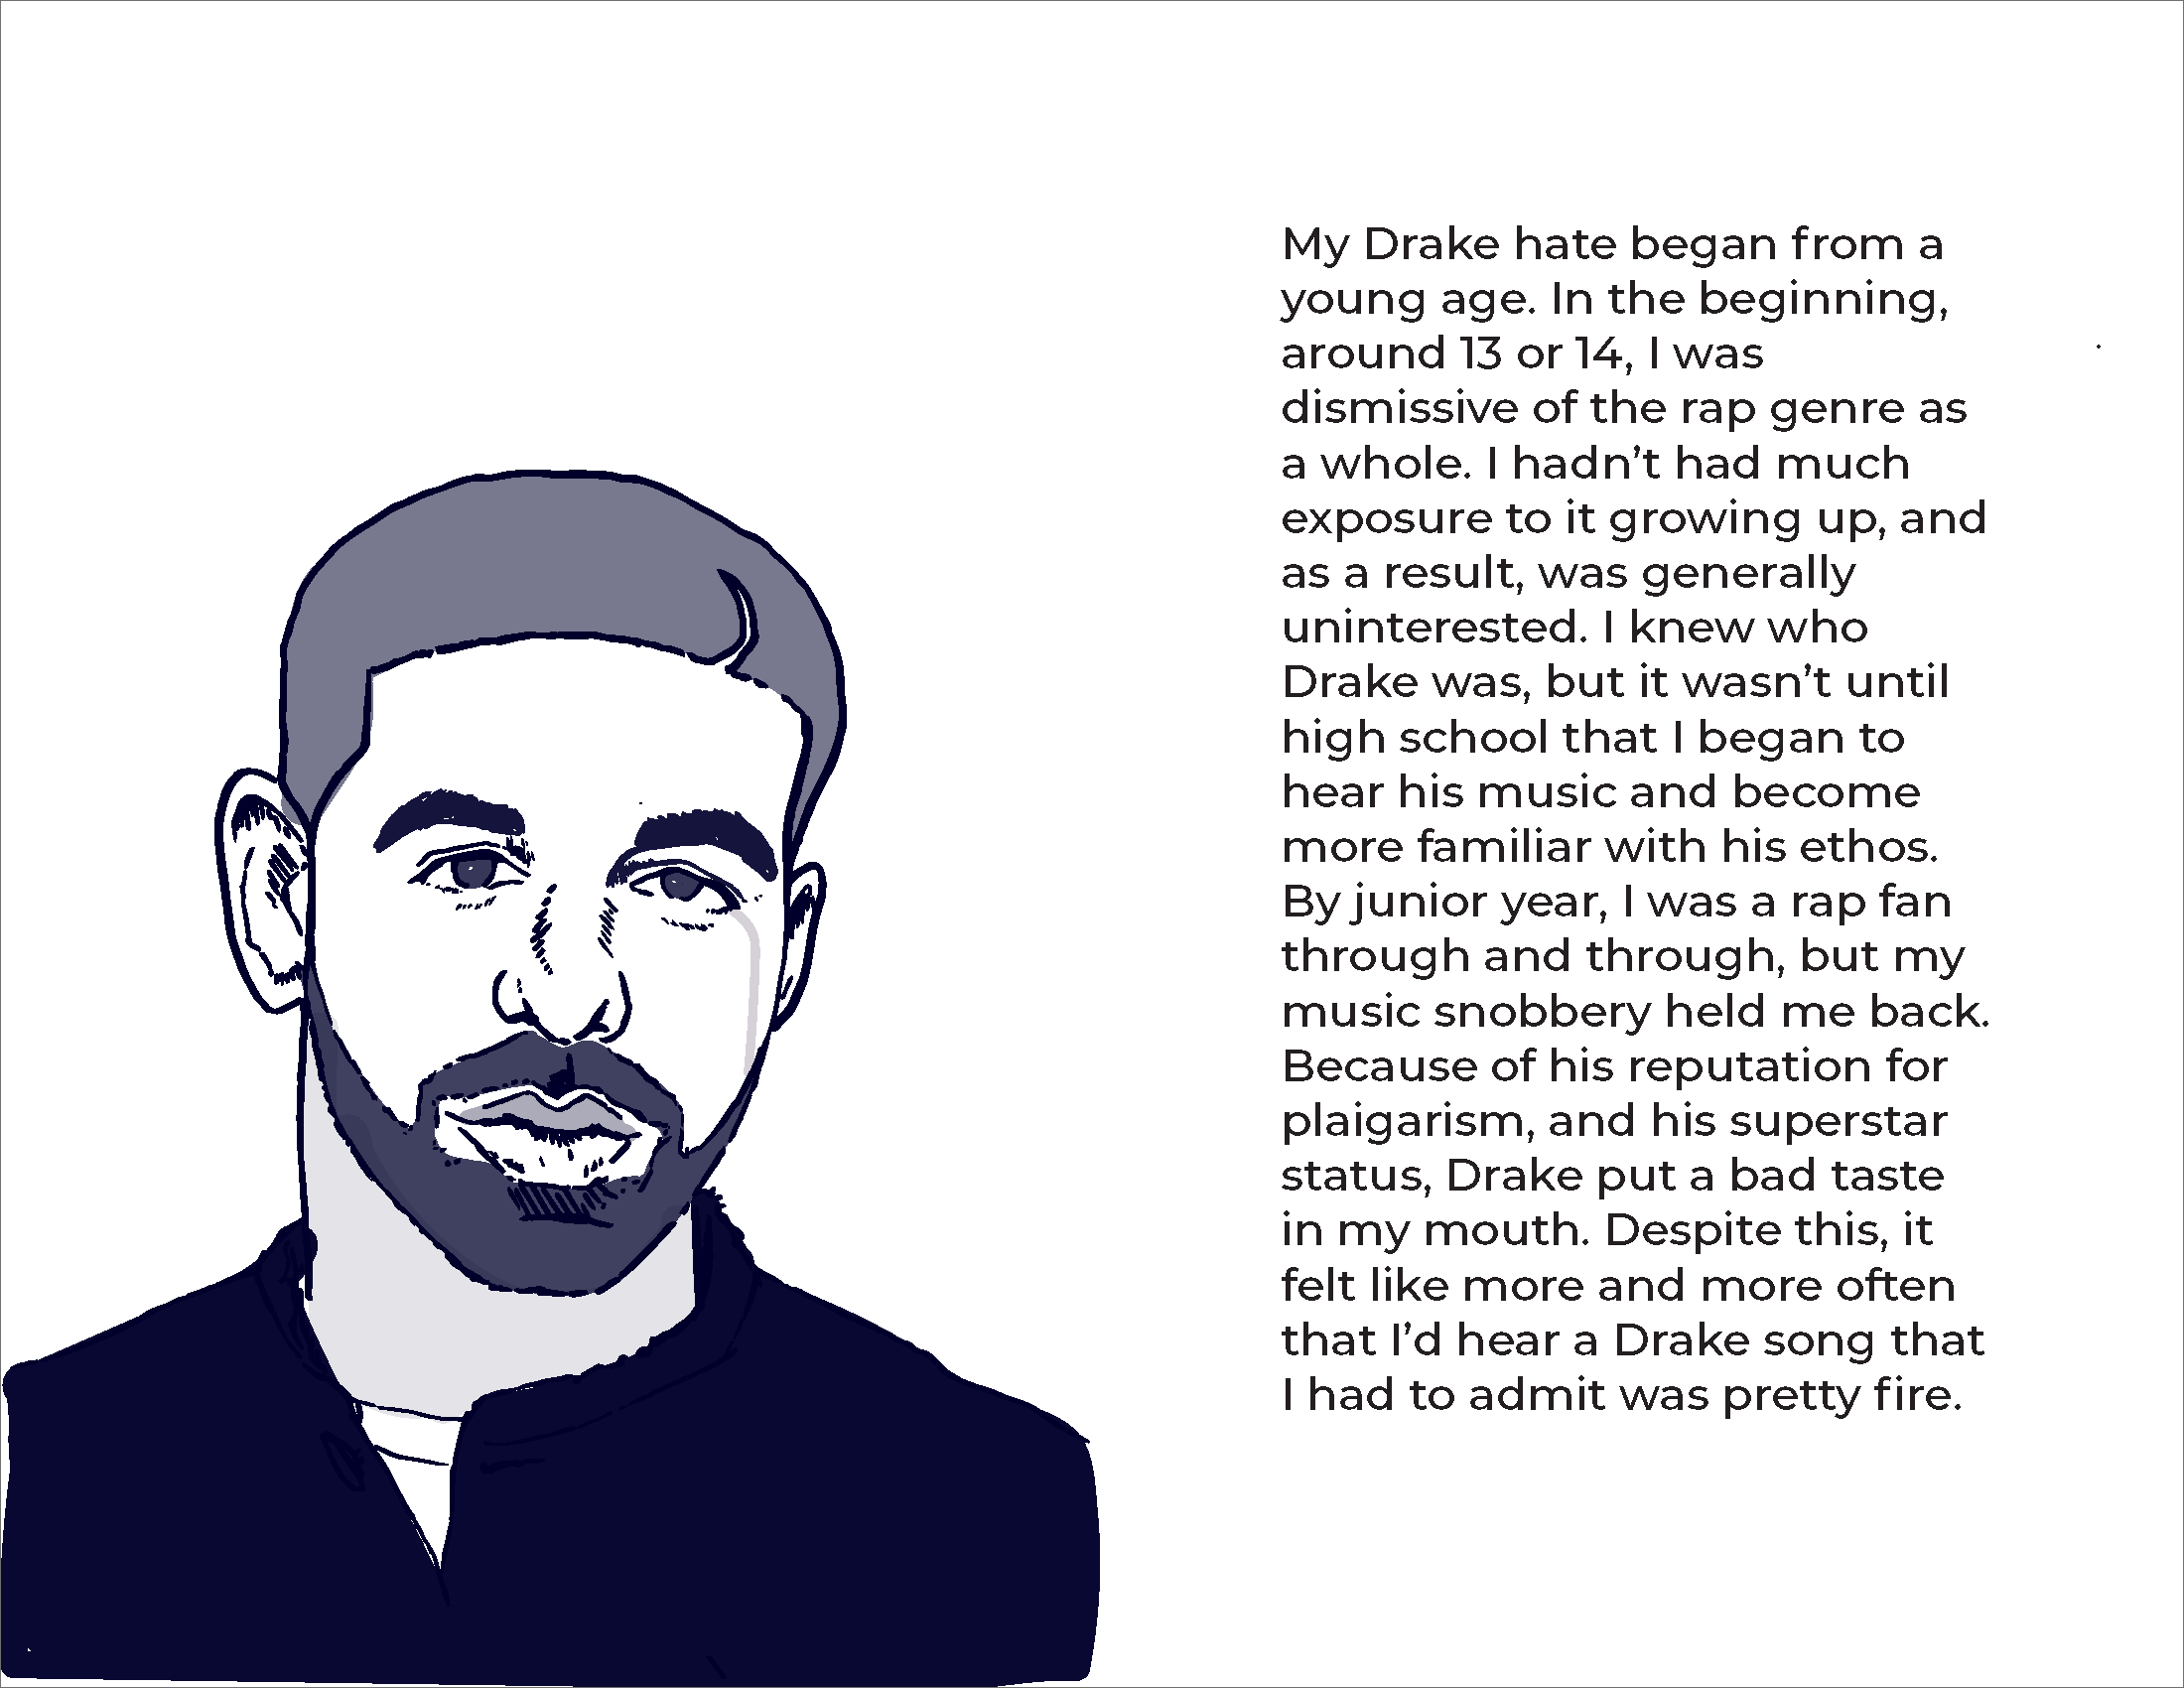 My Drake hate began from a
young age. In the beginning,
around 13 or 14, I was
dismissive of the rap genre as
a whole. I hadn’t had much
exposure to it growing up, and
as a result, was generally
uninterested. I knew who
Drake was, but it wasn’t until
high school that I began to
hear his music and become
more familiar with his ethos.
By junior year, I was a rap fan
through and through, but my
music snobbery held me back.
Because of his reputation for
plaigarism, and his superstar
status, Drake put a bad taste
in my mouth. Despite this, it
felt like more and more often
that I’d hear a Drake song that
I had to admit was pretty fire.